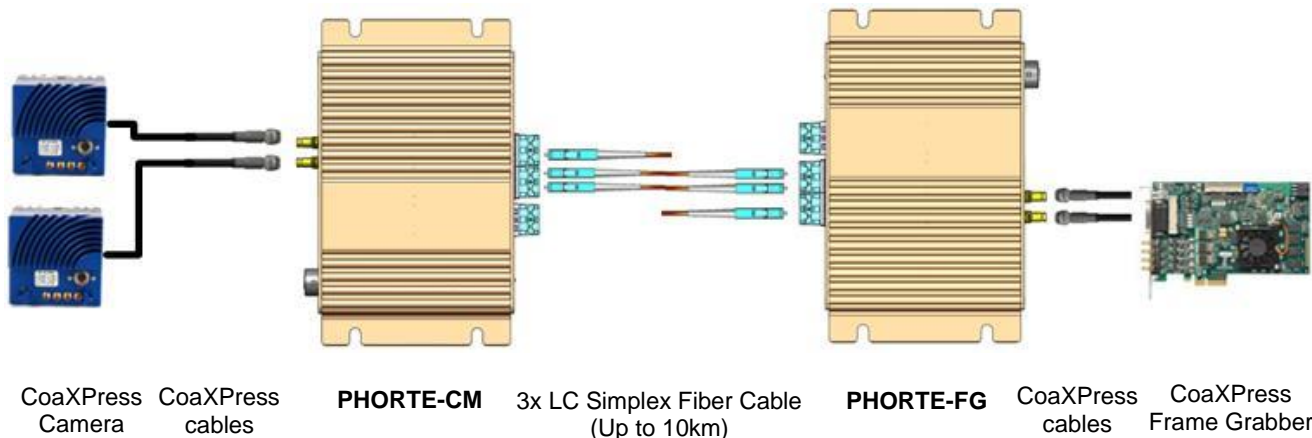 CoaXPress
Camera
CoaXPress
cables
PHORTE-CM
3x LC Simplex Fiber Cable
(Up to 10km)
PHORTE-FG
CoaXPress
cables
CoaXPress
Frame Grabber